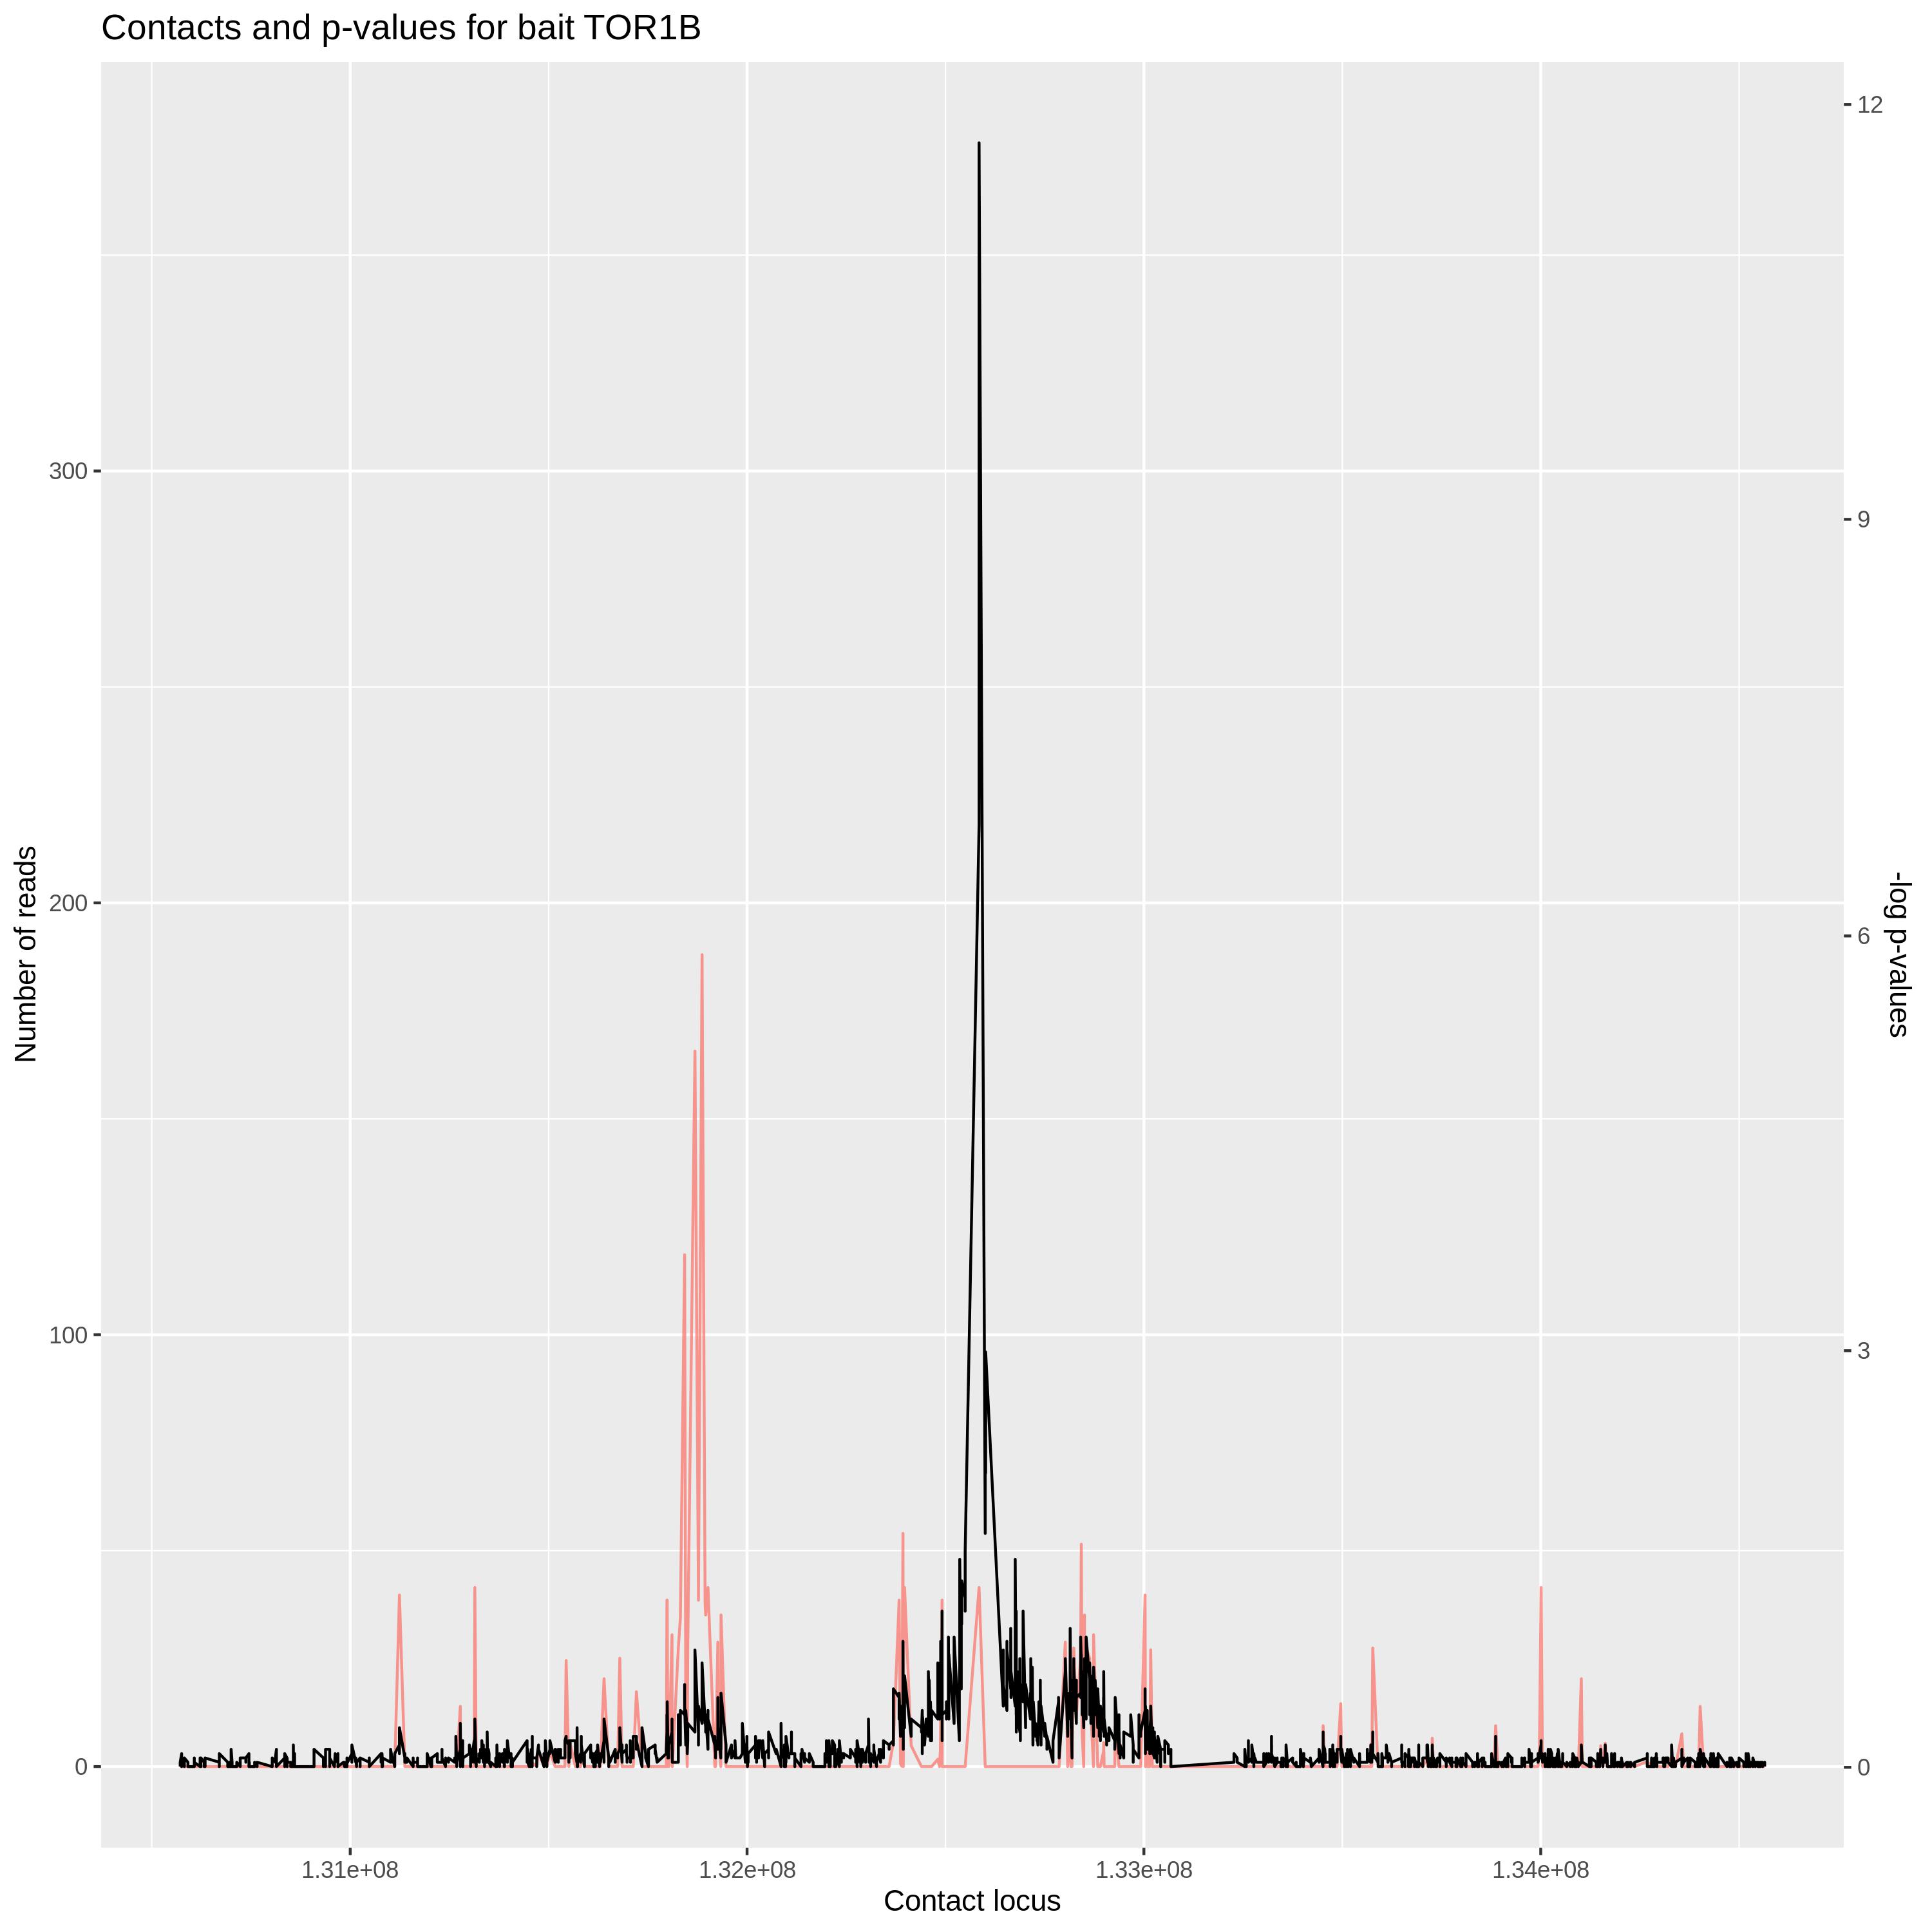 Contacts and p-values for bait TOR1B
Number of reads
300
200
100
0
12
9
6
3
0
-log p-values
1.31e+08
1.32e+08
1.33e+08
1.34e+08
Contact locus